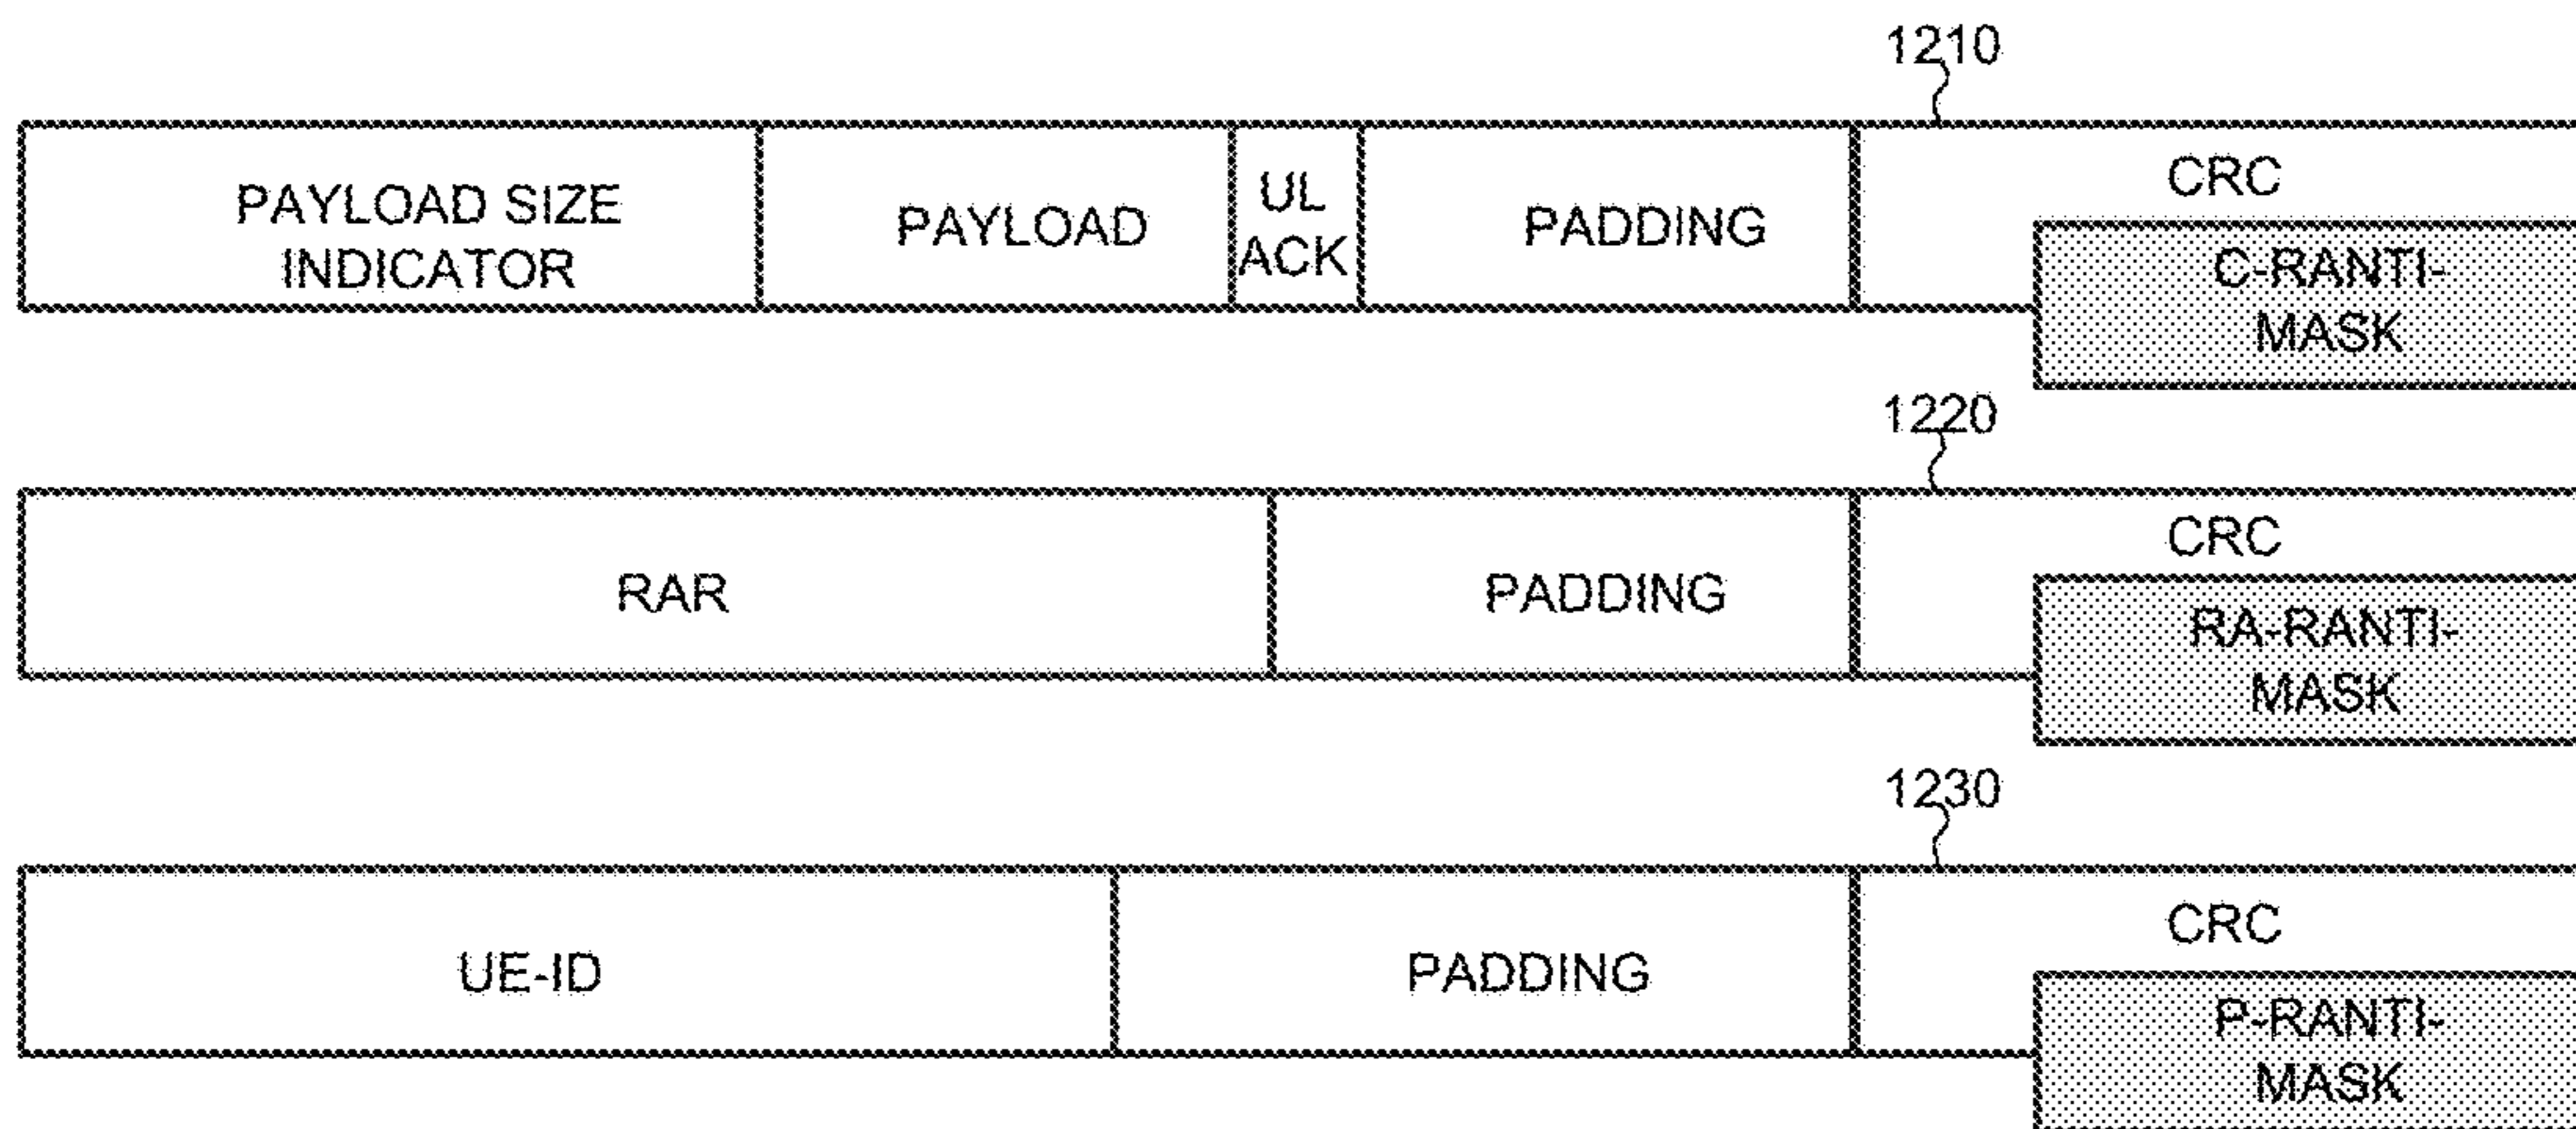 1210
PAYLOAD SIZE
INDICATOR
PAYLOAD
UL
ACK
PADDING
CRC
C-RANTI-
MASK
1220
RAR
PADDING
CRC
RA-RANTI-
MASK
1230
UE-ID
PADDING
CRC
P-RANTI-
MASK